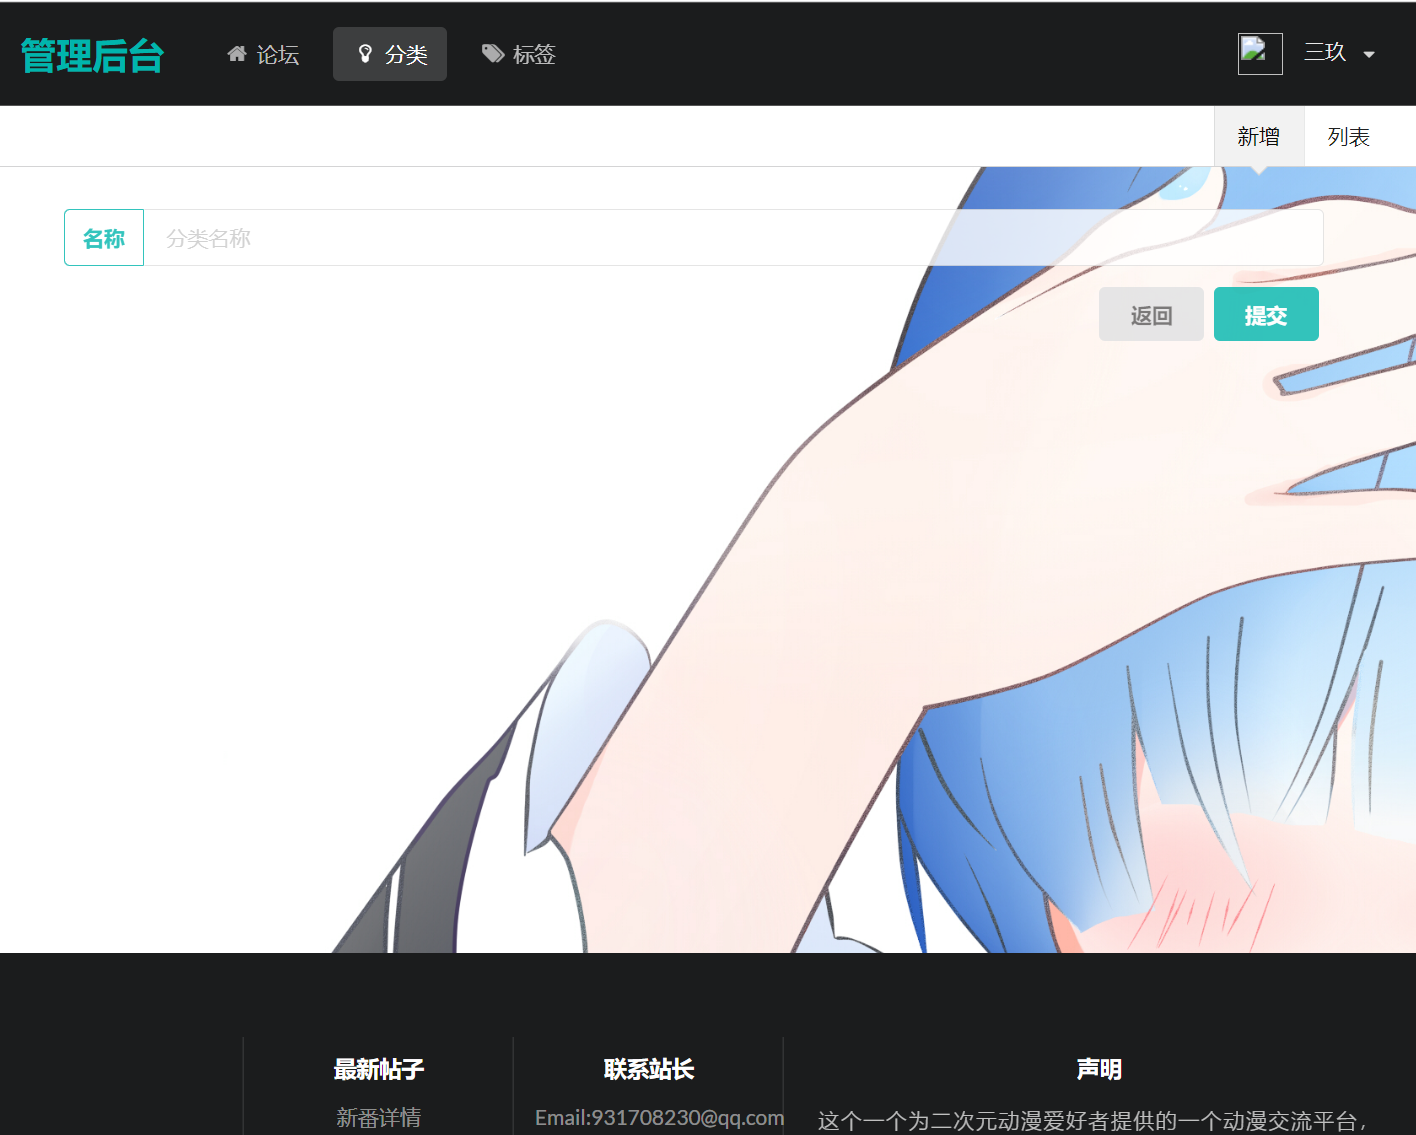 管理后台 论坛 分类 标签 三玖
新增 列表
名称 分类名称
返回 提交
最新帖子 联系站长 声明
新番详情 Email:931708230@qq.com 这个一个为二次元动漫爱好者提供的一个动漫交流平台，